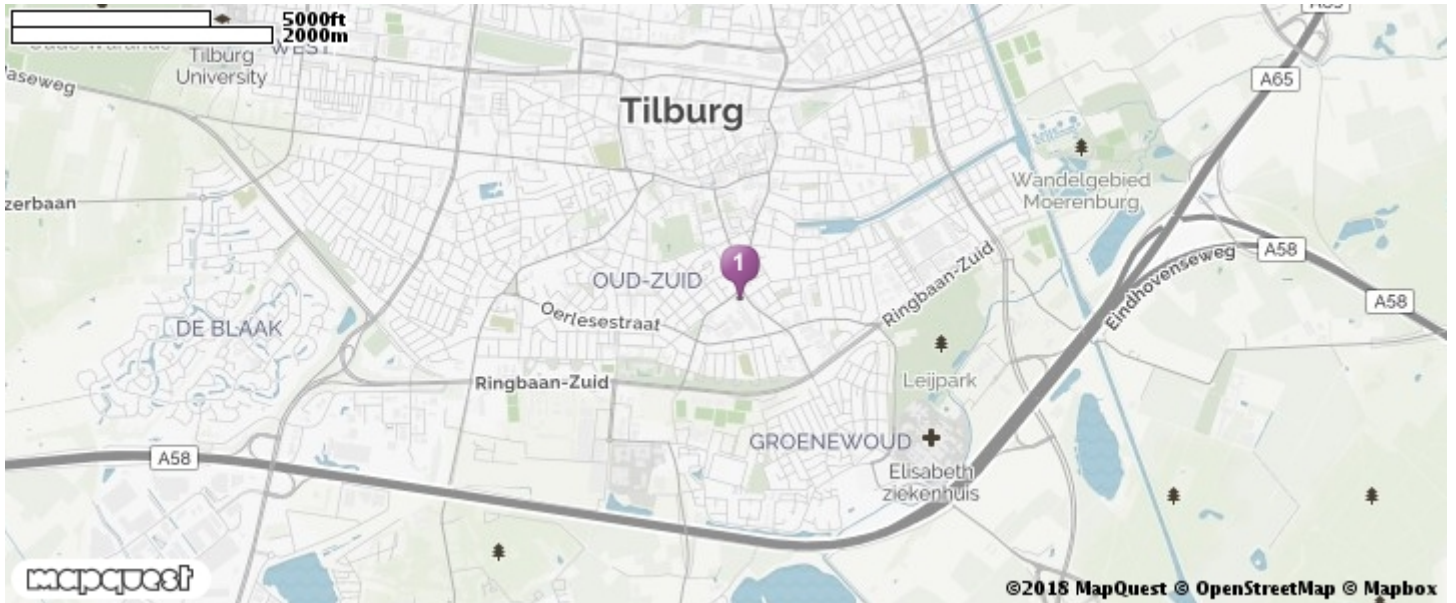 5000ft
2000m
WEST
Tilburg
University
Tilburg
A65
Wandelgebied
Moerenburg
zerbaan
1
OUD-ZUID
Oerlesestraat
Ringbaan-Zuid
Eindhovenseweg
A58
A58
DE BLAAK
Ringbaan-Zuid
Leijpark
GROENEWOUD
Elisabeth
ziekenhuis
A58
mapquest
©2018 MapQuest © OpenStreetMap © Mapbox